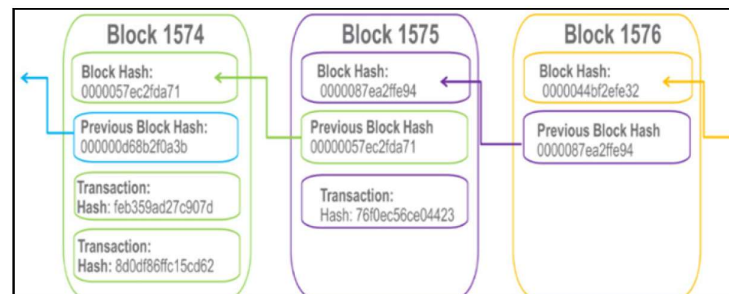 Block 1574
Block Hash:
0000057ec2fda71
Previous Block Hash:
000000d68b2f0a3b
Transaction:
Hash: feb359ad27c907d
Transaction:
Hash: 8d0df86ffc15cd62
Block 1575
Block Hash:
0000087ea2ffe94
Previous Block Hash
00000057ec2fda71
Transaction:
Hash: 76f0ec56ce04423
Block 1576
Block Hash:
0000044bf2efe32
Previous Block Hash
0000087ea2ffe94